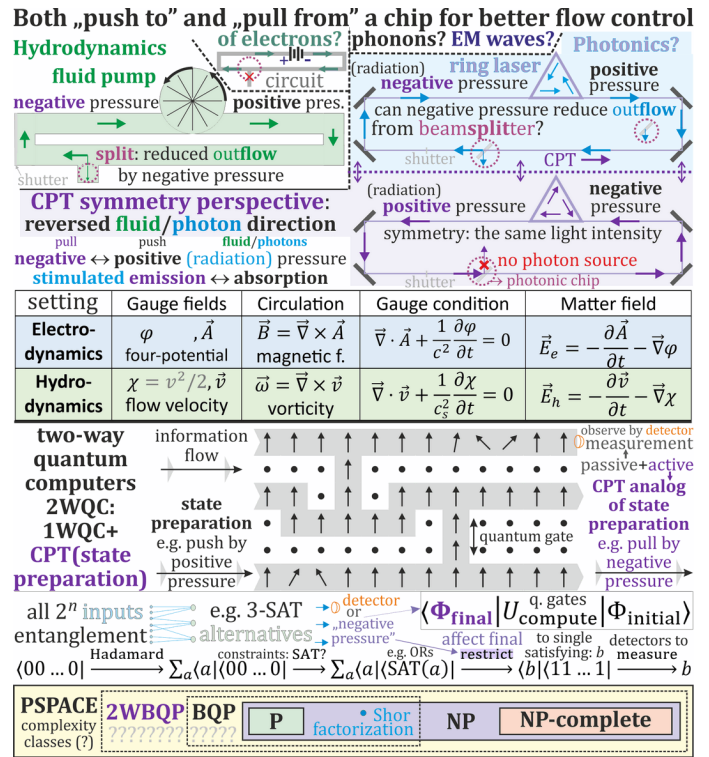 Both „push to" and „pull from" a chip for better flow control
Hydrodynamics
fluid pump
of electrons?
+ -
circuit
negative pressure
positive pres.
split: reduced outflow
by negative pressure
shutter
phonons? EM waves?
Photonics?
(radiation)
negative pressure
ring laser
positive
pressure
can negative pressure reduce outflow
from beamsplitter?
shutter
CPT
(radiation)
positive pressure
negative
pressure
symmetry: the same light intensity
no photon source
shutter
photonic chip
CPT symmetry perspective:
reversed fluid/photon direction
pull push fluid/photons
negative ↔ positive (radiation) pressure
stimulated emission ↔ absorption
setting Gauge fields Circulation Gauge condition Matter field
Electro-
dynamics
φ , A⃗
four-potential
B⃗ = ∇⃗ × A⃗
magnetic f.
∇⃗ · A⃗ + 1/c² ∂φ/∂t = 0
E⃗ₑ = − ∂A⃗/∂t − ∇⃗φ
Hydro-
dynamics
χ = v²/2, v⃗
flow velocity
ω⃗ = ∇⃗ × v⃗
vorticity
∇⃗ · v⃗ + 1/cₛ² ∂χ/∂t = 0
E⃗ₕ = − ∂v⃗/∂t − ∇⃗χ
two-way
quantum
computers
2WQC:
1WQC+
CPT(state
preparation)
information
flow
state
preparation
e.g. push by
positive
pressure
quantum gate
observe by detector
measurement
passive+active
CPT analog
of state
preparation
e.g. pull by
negative
pressure
all 2ⁿ inputs
entanglement
e.g. 3-SAT
alternatives
detector
or
„negative
pressure"
q. gates
⟨Φfinal|Ucompute|Φinitial⟩
affect final
restrict
to single
satisfying: b
detectors to
measure
⟨00 … 0| Hadamard → ∑ₐ⟨a|⟨00 … 0| constraints: SAT? → ∑ₐ⟨a|⟨SAT(a)| e.g. ORs → ⟨b|⟨11 … 1| → b
PSPACE
complexity
classes (?)
2WBQP
????????
BQP
?????
P
• Shor
factorization
NP
NP-complete